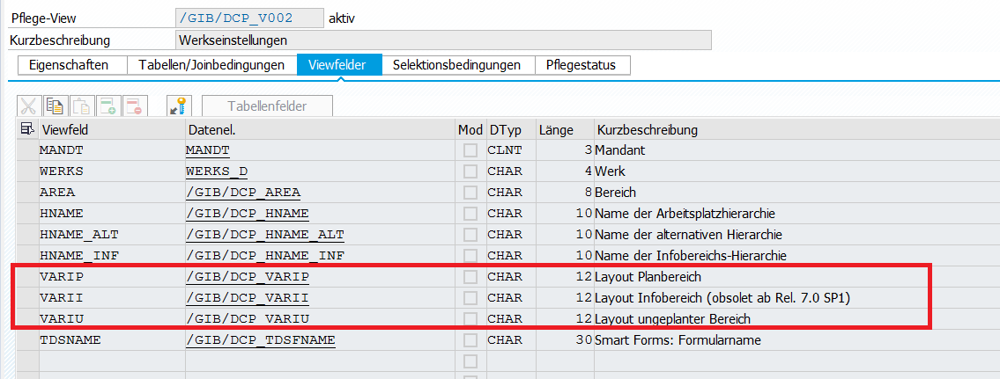 Pflege-View /GIB/DCP_V002 aktiv
Kurzbeschreibung Werkseinstellungen
Eigenschaften Tabellen/Joinbedingungen Viewfelder Selektionsbedingungen Pflegestatus
Tabellenfelder
Viewfeld Datenel. Mod DTyp Länge Kurzbeschreibung
MANDT MANDT CLNT 3 Mandant
WERKS WERKS_D CHAR 4 Werk
AREA /GIB/DCP_AREA CHAR 8 Bereich
HNAME /GIB/DCP_HNAME CHAR 10 Name der Arbeitsplatzhierarchie
HNAME_ALT /GIB/DCP_HNAME_ALT CHAR 10 Name der alternativen Hierarchie
HNAME_INF /GIB/DCP_HNAME_INF CHAR 10 Name der Infobereichs-Hierarchie
VARIP /GIB/DCP_VARIP CHAR 12 Layout Planbereich
VARII /GIB/DCP_VARII CHAR 12 Layout Infobereich (obsolet ab Rel. 7.0 SP1)
VARIU /GIB/DCP_VARIU CHAR 12 Layout ungeplanter Bereich
TDSNAME /GIB/DCP_TDSFNAME CHAR 30 Smart Forms: Formularname